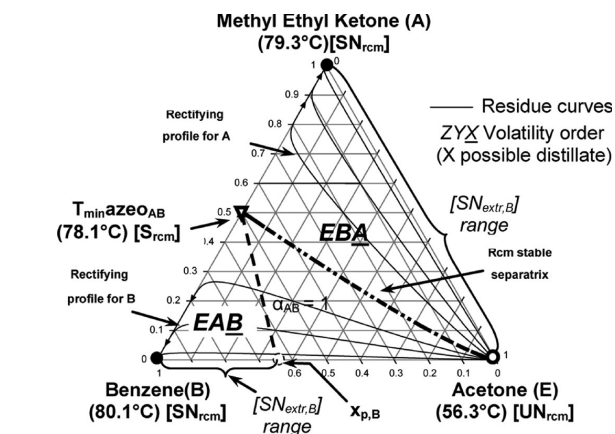 Methyl Ethyl Ketone (A)
(79.3°C)[SNrcm]
1 0
0.9
Rectifying
profile for A
0.8
0.7
Residue curves
ZYX Volatility order
(X possible distillate)
0.6
TminazeoAB
(78.1°C) [Srcm]
0.5
[SNextr,B]
range
EBA
1.4
Rcm stable
separatrix
0.3
Rectifying
profile for B
0.2
αAB = 1
0.1
EAB
0
1
1 0.6 0.5 0.4 0.3 0.2 0.1 0
Benzene(B)
(80.1°C) [SNrcm]
[SNextr,B]
range
xp,B
Acetone (E)
(56.3°C) [UNrcm]